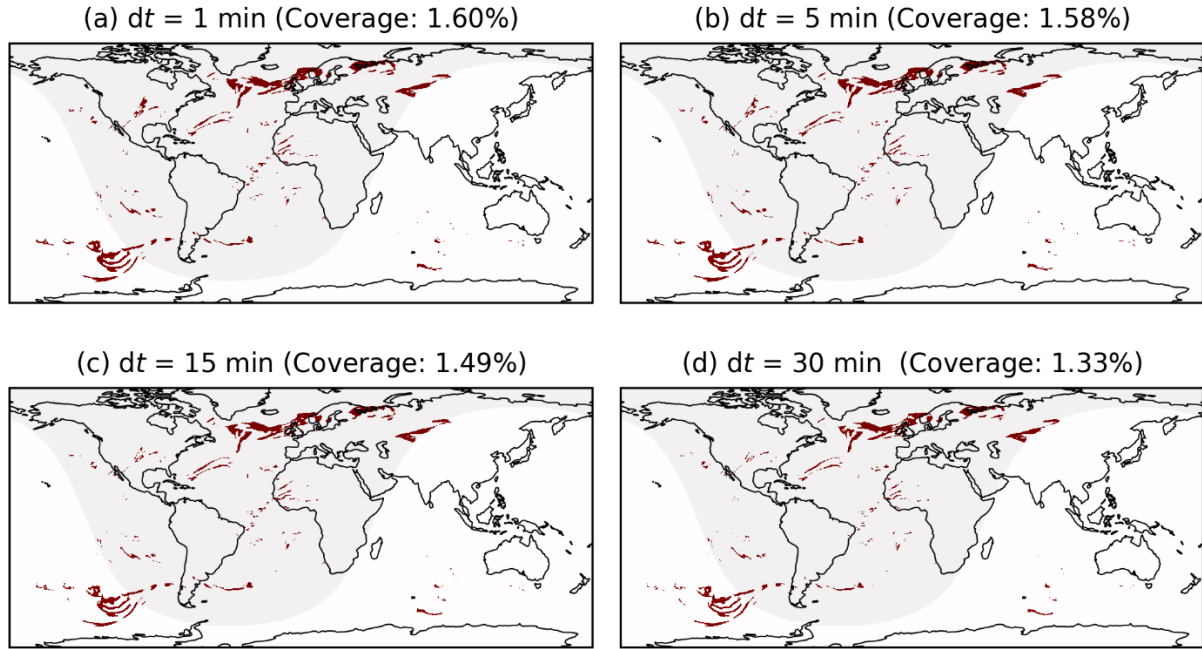 (a) dt = 1 min (Coverage: 1.60%)
(b) dt = 5 min (Coverage: 1.58%)
(c) dt = 15 min (Coverage: 1.49%)
(d) dt = 30 min (Coverage: 1.33%)